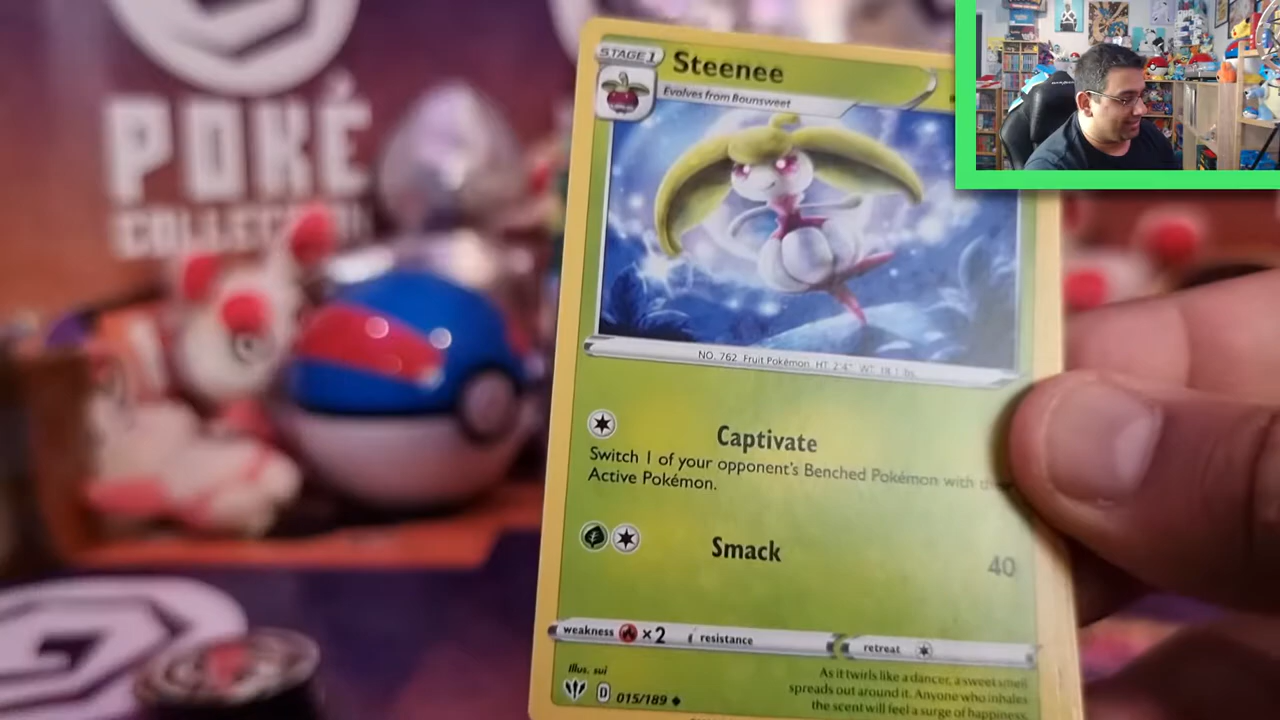 POKÉ
COLLECTION
STAGE 1
Steenee
Evolves from Bounsweet
NO. 762 Fruit Pokémon HT: 2'4" WT: 18.1 lbs.
Captivate
Switch 1 of your opponent's Benched Pokémon with
Active Pokémon.
Smack
40
weakness ×2 resistance retreat
Illus. sui
D 015/189
As it twirls like a dancer, a sweet smell
spreads out around it. Anyone who inhales
the scent will feel a surge of happiness.